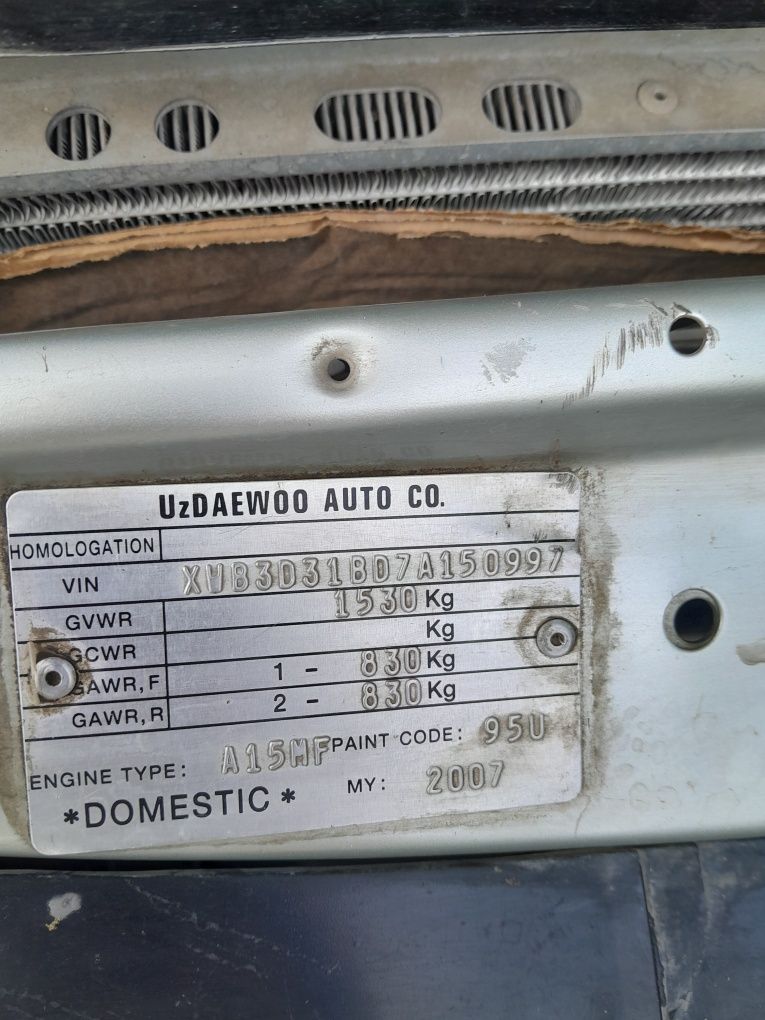 UzDAEWOO AUTO CO.
HOMOLOGATION
VIN XWB3D31BD7A150997
GVWR 1530 Kg
GCWR Kg
GAWR,F 1 - 830 Kg
GAWR,R 2 - 830 Kg
ENGINE TYPE: A15MF PAINT CODE: 95U
*DOMESTIC* MY: 2007